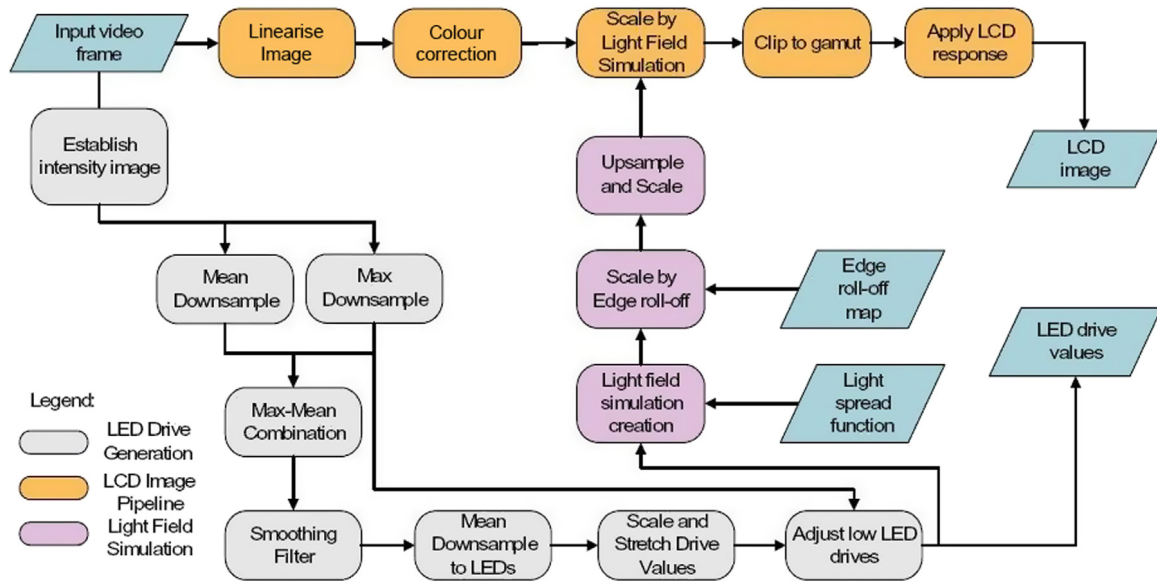 Input video
frame
Linearise
Image
Colour
correction
Scale by
Light Field
Simulation
Clip to gamut
Apply LCD
response
Establish
intensity image
Upsample
and Scale
LCD
image
Mean
Downsample
Max
Downsample
Scale by
Edge roll-off
Edge
roll-off
map
LED drive
values
Light field
simulation
creation
Light
spread
function
Legend:
LED Drive
Generation
LCD Image
Pipeline
Light Field
Simulation
Max-Mean
Combination
Smoothing
Filter
Mean
Downsample
to LEDs
Scale and
Stretch Drive
Values
Adjust low LED
drives